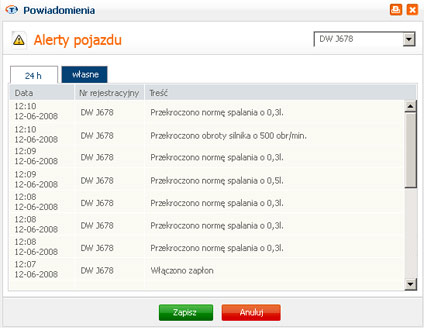 Powiadomienia
Alerty pojazdu
DW J678
24 h
własne
Data Nr rejestracyjny Treść
12:10
12-06-2008 DW J678 Przekroczono normę spalania o 0,3l.
12:10
12-06-2008 DW J678 Przekroczono obroty silnika o 500 obr/min.
12:09
12-06-2008 DW J678 Przekroczono normę spalania o 0,3l.
12:09
12-06-2008 DW J678 Przekroczono normę spalania o 0,5l.
12:08
12-06-2008 DW J678 Przekroczono normę spalania o 0,3l.
12:08
12-06-2008 DW J678 Przekroczono normę spalania o 0,3l.
12:08
12-06-2008 DW J678 Przekroczono normę spalania o 0,3l.
12:07
12-06-2008 DW J678 Włączono zapłon
Zapisz
Anuluj